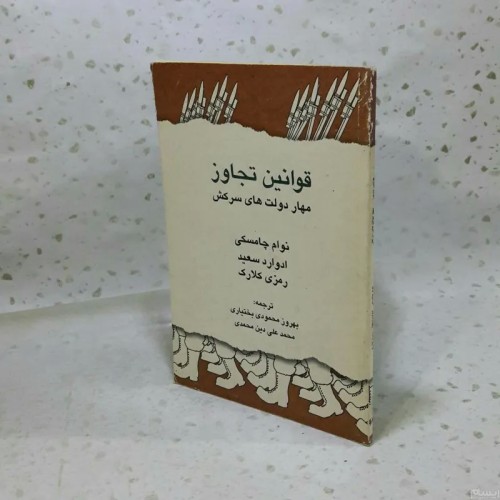 قوانین تجاوز
مهار دولت های سرکش
نوام چامسکی
ادوارد سعید
رمزی کلارک
ترجمه:
بهروز محمودی بختیاری
محمد علی دین محمدی